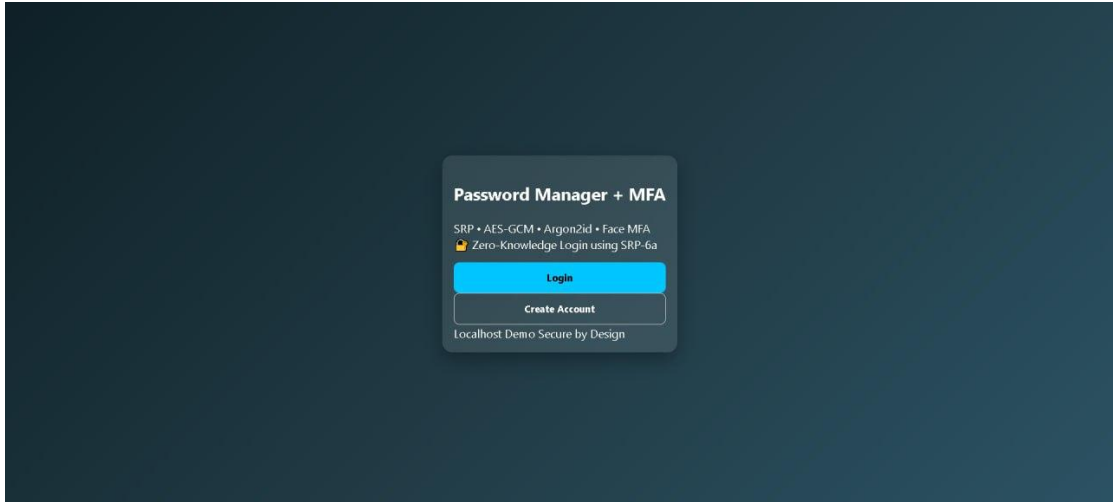 Password Manager + MFA
SRP • AES-GCM • Argon2id • Face MFA
🔐 Zero-Knowledge Login using SRP-6a
Login
Create Account
Localhost Demo Secure by Design